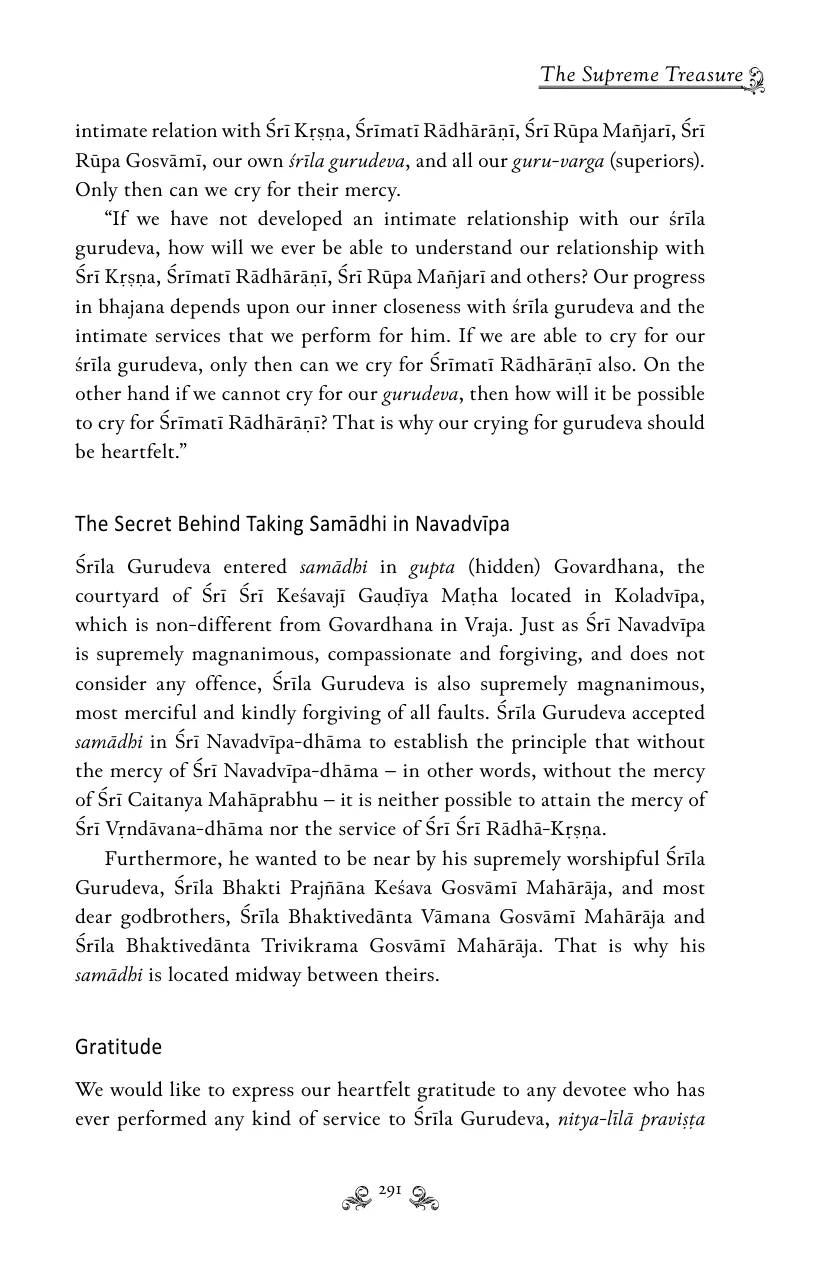 The Supreme Treasure
intimate relation with Śrī Kṛṣṇa, Śrīmatī Rādhārāṇī, Śrī Rūpa Mañjarī, Śrī
Rūpa Gosvāmī, our own śrīla gurudeva, and all our guru-varga (superiors).
Only then can we cry for their mercy.
“If we have not developed an intimate relationship with our śrīla
gurudeva, how will we ever be able to understand our relationship with
Śrī Kṛṣṇa, Śrīmatī Rādhārāṇī, Śrī Rūpa Mañjarī and others? Our progress
in bhajana depends upon our inner closeness with śrīla gurudeva and the
intimate services that we perform for him. If we are able to cry for our
śrīla gurudeva, only then can we cry for Śrīmatī Rādhārāṇī also. On the
other hand if we cannot cry for our gurudeva, then how will it be possible
to cry for Śrīmatī Rādhārāṇī? That is why our crying for gurudeva should
be heartfelt.”
The Secret Behind Taking Samādhi in Navadvīpa
Śrīla Gurudeva entered samādhi in gupta (hidden) Govardhana, the
courtyard of Śrī Śrī Keśavajī Gauḍīya Maṭha located in Koladvīpa,
which is non-different from Govardhana in Vraja. Just as Śrī Navadvīpa
is supremely magnanimous, compassionate and forgiving, and does not
consider any offence, Śrīla Gurudeva is also supremely magnanimous,
most merciful and kindly forgiving of all faults. Śrīla Gurudeva accepted
samādhi in Śrī Navadvīpa-dhāma to establish the principle that without
the mercy of Śrī Navadvīpa-dhāma – in other words, without the mercy
of Śrī Caitanya Mahāprabhu – it is neither possible to attain the mercy of
Śrī Vṛndāvana-dhāma nor the service of Śrī Śrī Rādhā-Kṛṣṇa.
Furthermore, he wanted to be near by his supremely worshipful Śrīla
Gurudeva, Śrīla Bhakti Prajñāna Keśava Gosvāmī Mahārāja, and most
dear godbrothers, Śrīla Bhaktivedānta Vāmana Gosvāmī Mahārāja and
Śrīla Bhaktivedānta Trivikrama Gosvāmī Mahārāja. That is why his
samādhi is located midway between theirs.
Gratitude
We would like to express our heartfelt gratitude to any devotee who has
ever performed any kind of service to Śrīla Gurudeva, nitya-līlā praviṣṭa
291